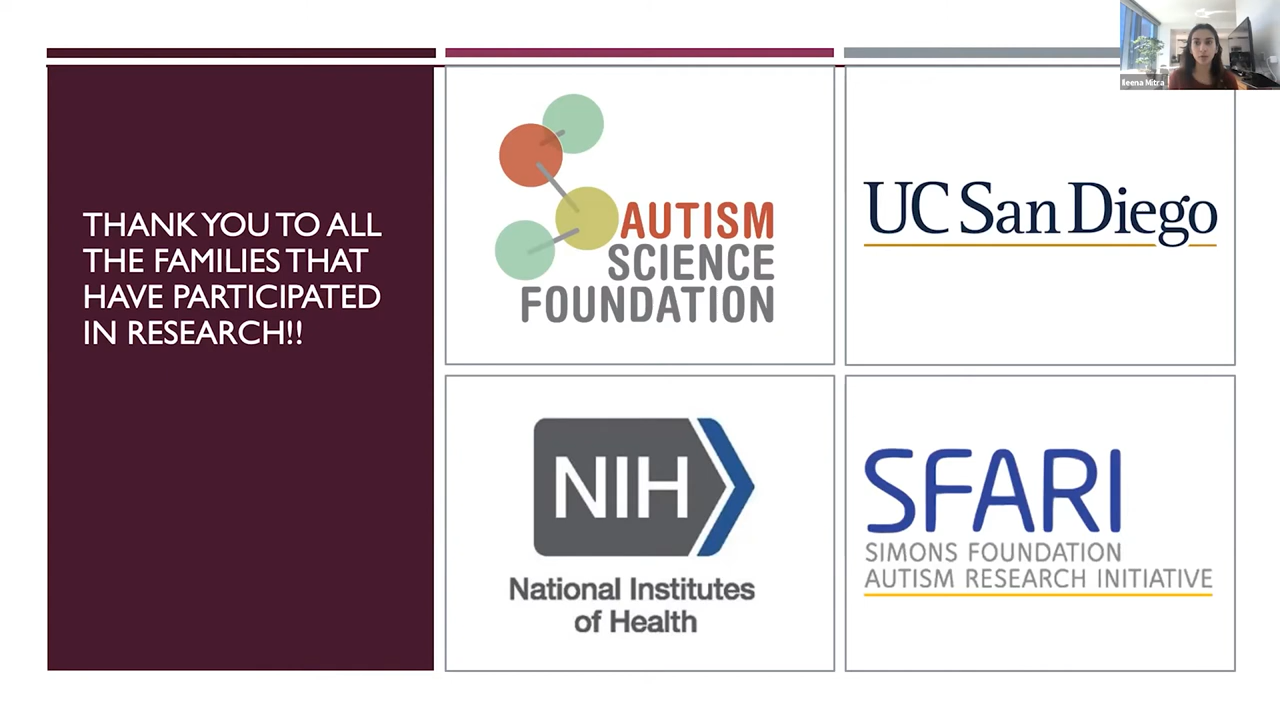 THANK YOU TO ALL
THE FAMILIES THAT
HAVE PARTICIPATED
IN RESEARCH!!
AUTISM
SCIENCE
FOUNDATION
UC San Diego
NIH
National Institutes
of Health
SFARI
SIMONS FOUNDATION
AUTISM RESEARCH INITIATIVE
Ileena Mitra